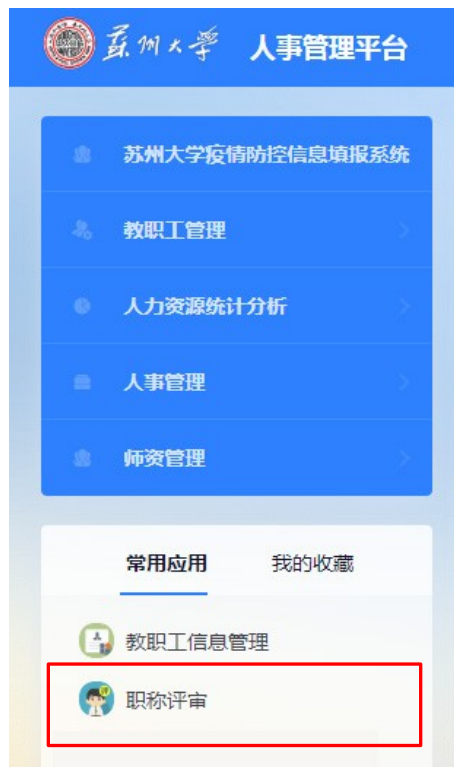 苏州大学 人事管理平台
苏州大学疫情防控信息填报系统
教职工管理
人力资源统计分析
人事管理
师资管理
常用应用 我的收藏
教职工信息管理
职称评审